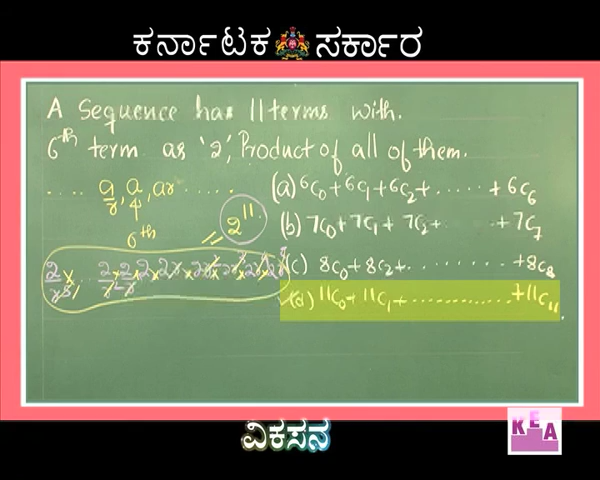 ಕರ್ನಾಟಕ ಸರ್ಕಾರ
A Sequence has 11 terms with
6th term as '2', Product of all of them.
..... a/r, a, ar ......
6th
2^11
(a) 6C0+6C1+6C2+.......+6C6
(b) 7C0+7C1+7C2+.......+7C7
(c) 8C0+8C2+.........+8C8
(d) 11C0+11C1+..............+11C11
ವಿಕಸನ
KEA